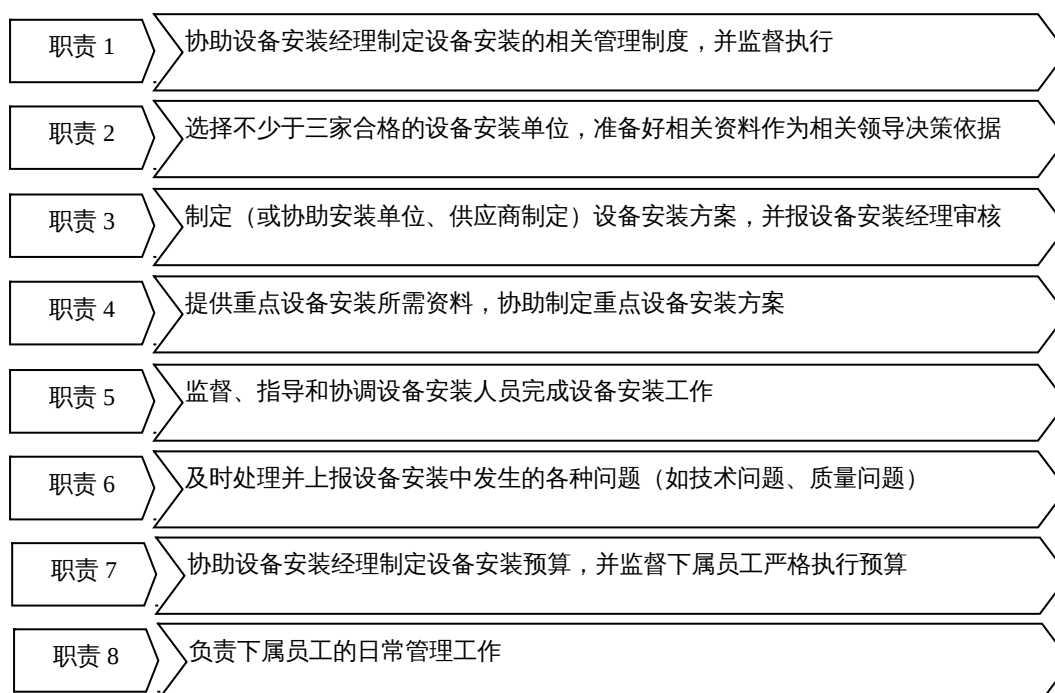 职责 1
协助设备安装经理制定设备安装的相关管理制度，并监督执行
职责 2
选择不少于三家合格的设备安装单位，准备好相关资料作为相关领导决策依据
职责 3
制定（或协助安装单位、供应商制定）设备安装方案，并报设备安装经理审核
职责 4
提供重点设备安装所需资料，协助制定重点设备安装方案
职责 5
监督、指导和协调设备安装人员完成设备安装工作
职责 6
及时处理并上报设备安装中发生的各种问题（如技术问题、质量问题）
职责 7
协助设备安装经理制定设备安装预算，并监督下属员工严格执行预算
职责 8
负责下属员工的日常管理工作